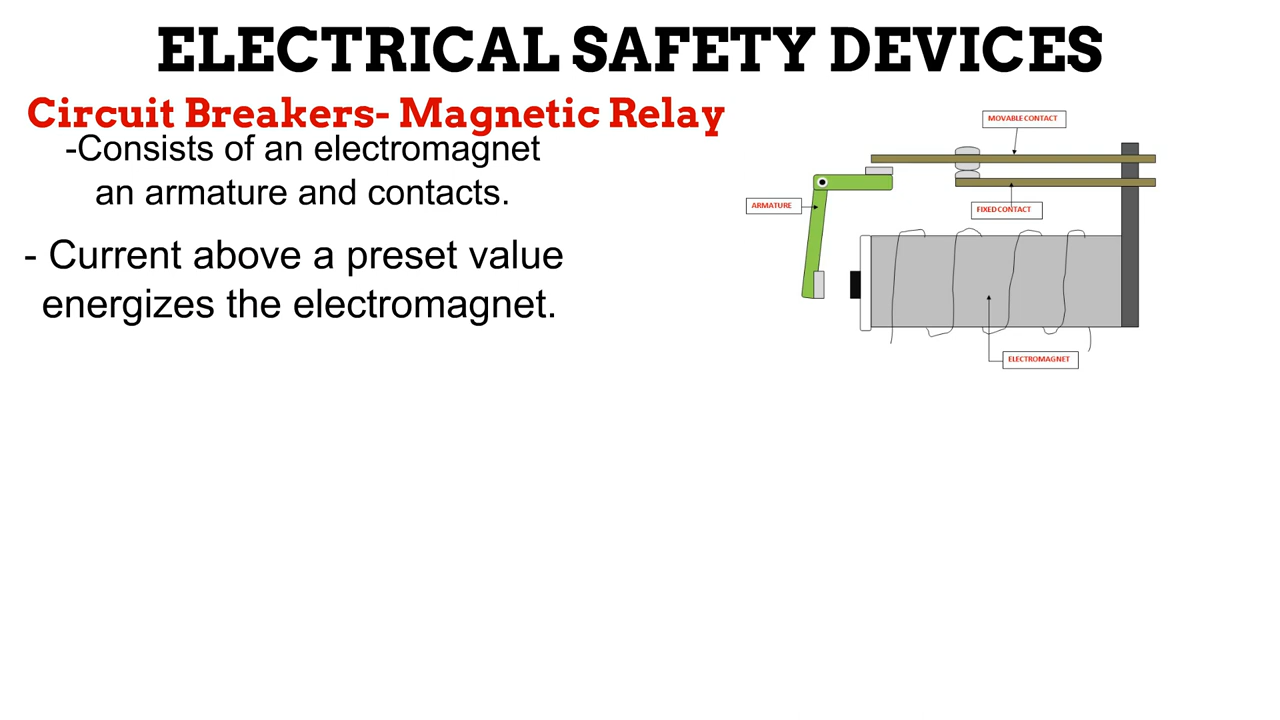 ELECTRICAL SAFETY DEVICES
Circuit Breakers- Magnetic Relay
-Consists of an electromagnet
an armature and contacts.
- Current above a preset value
energizes the electromagnet.
MOVABLE CONTACT
ARMATURE
FIXED CONTACT
ELECTROMAGNET